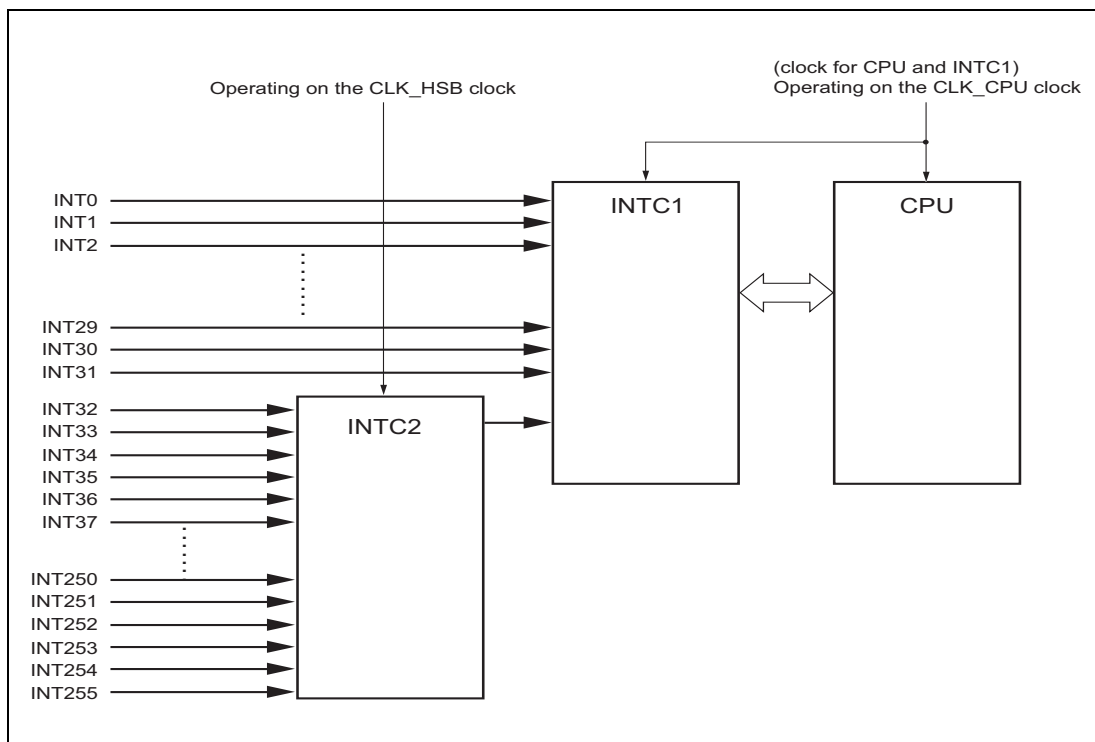 (clock for CPU and INTC1)
Operating on the CLK_HSB clock
Operating on the CLK_CPU clock
INT0
INT1
INT2
INTC1
CPU
INT29
INT30
INT31
INT32
INT33
INT34
INT35
INT36
INT37
INTC2
INT250
INT251
INT252
INT253
INT254
INT255